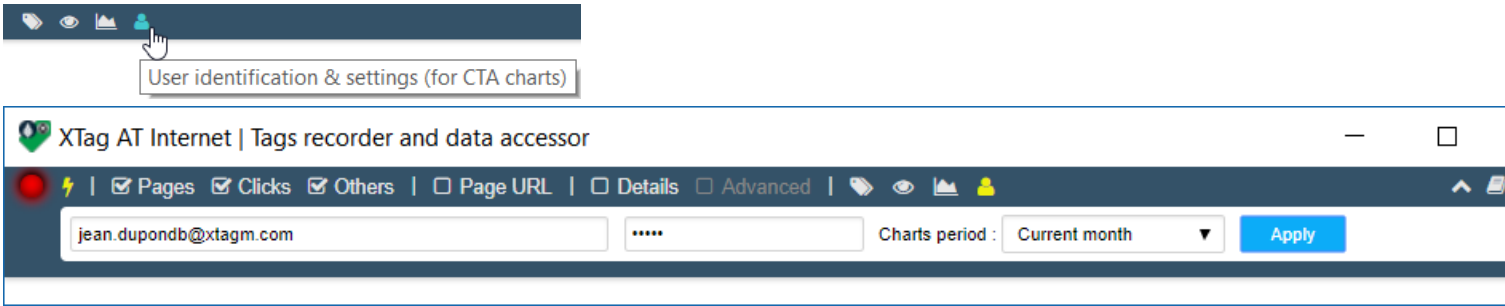 User identification & settings (for CTA charts)
XTag AT Internet | Tags recorder and data accessor
| Pages Clicks Others | Page URL | Details Advanced |
jean.dupondb@xtagm.com ••••• Charts period : Current month Apply